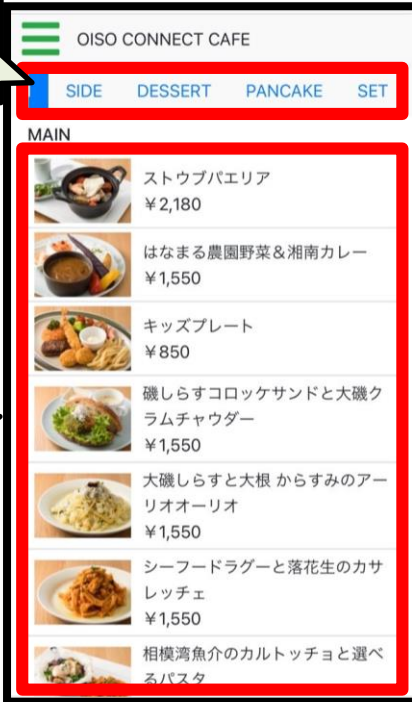 OISO CONNECT CAFE
SIDE DESSERT PANCAKE SET
MAIN
ストウブパエリア
￥2,180
はなまる農園野菜＆湘南カレー
￥1,550
キッズプレート
￥850
磯しらすコロッケサンドと大磯ク
ラムチャウダー
￥1,550
大磯しらすと大根 からすみのアー
リオオーリオ
￥1,550
シーフードラグーと落花生のカサ
レッチェ
￥1,550
相模湾魚介のカルトッチョと選べ
るパスタ